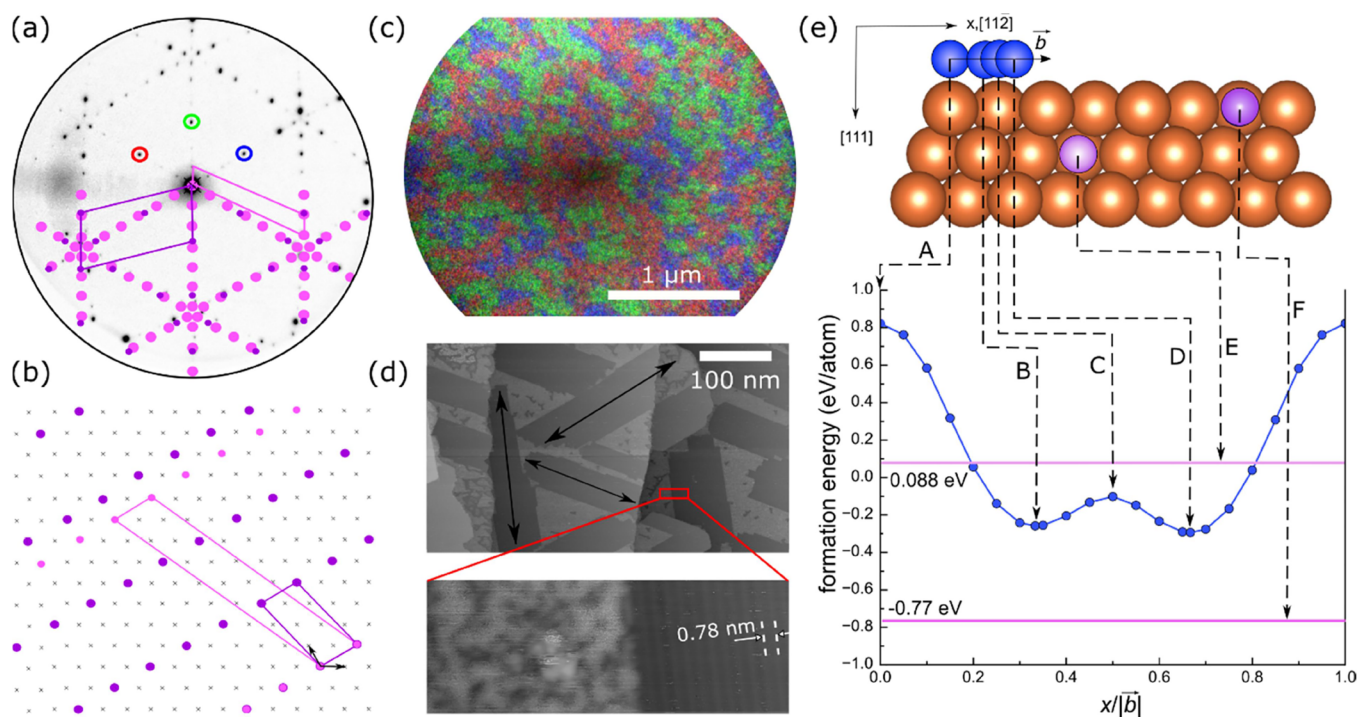 (a)
(b)
(c)
1 μm
(d)
100 nm
0.78 nm
(e)
x,[112̅]
b⃗
[111]
A
B
C
D
E
F
formation energy (eV/atom)
1.0
0.8
0.6
0.4
0.2
0.0
−0.2
−0.4
−0.6
−0.8
−1.0
0.088 eV
-0.77 eV
0.0
0.2
0.4
0.6
0.8
1.0
x/|b⃗|